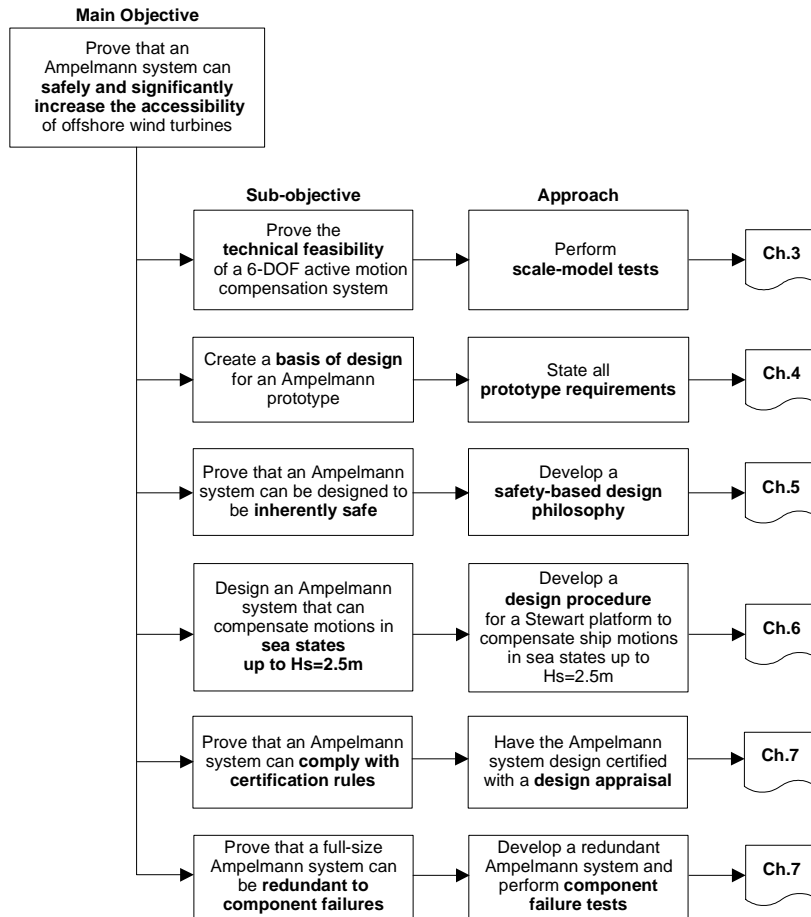 Main Objective
Prove that an
Ampelmann system can
safely and significantly
increase the accessibility
of offshore wind turbines
Sub-objective
Approach
Prove the
technical feasibility
of a 6-DOF active motion
compensation system
Perform
scale-model tests
Ch.3
Create a basis of design
for an Ampelmann
prototype
State all
prototype requirements
Ch.4
Prove that an Ampelmann
system can be designed to
be inherently safe
Develop a
safety-based design
philosophy
Ch.5
Design an Ampelmann
system that can
compensate motions in
sea states
up to Hs=2.5m
Develop a
design procedure
for a Stewart platform to
compensate ship motions
in sea states up to
Hs=2.5m
Ch.6
Prove that an Ampelmann
system can comply with
certification rules
Have the Ampelmann
system design certified
with a design appraisal
Ch.7
Prove that a full-size
Ampelmann system can
be redundant to
component failures
Develop a redundant
Ampelmann system and
perform component
failure tests
Ch.7